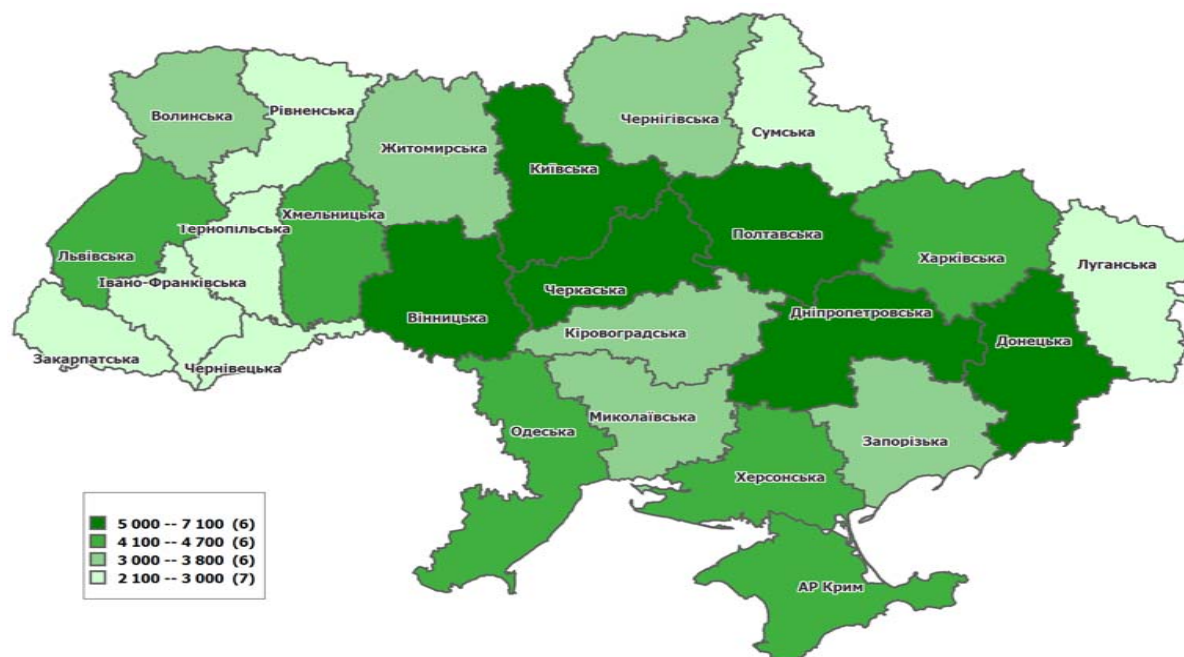 Волинська
Рівненська
Житомирська
Чернігівська
Сумська
Київська
Львівська
Тернопільська
Хмельницька
Івано-Франківська
Закарпатська
Чернівецька
Вінницька
Черкаська
Полтавська
Харківська
Луганська
Кіровоградська
Дніпропетровська
Донецька
Одеська
Миколаївська
Запорізька
Херсонська
АР Крим
5 000 -- 7 100 (6)
4 100 -- 4 700 (6)
3 000 -- 3 800 (6)
2 100 -- 3 000 (7)